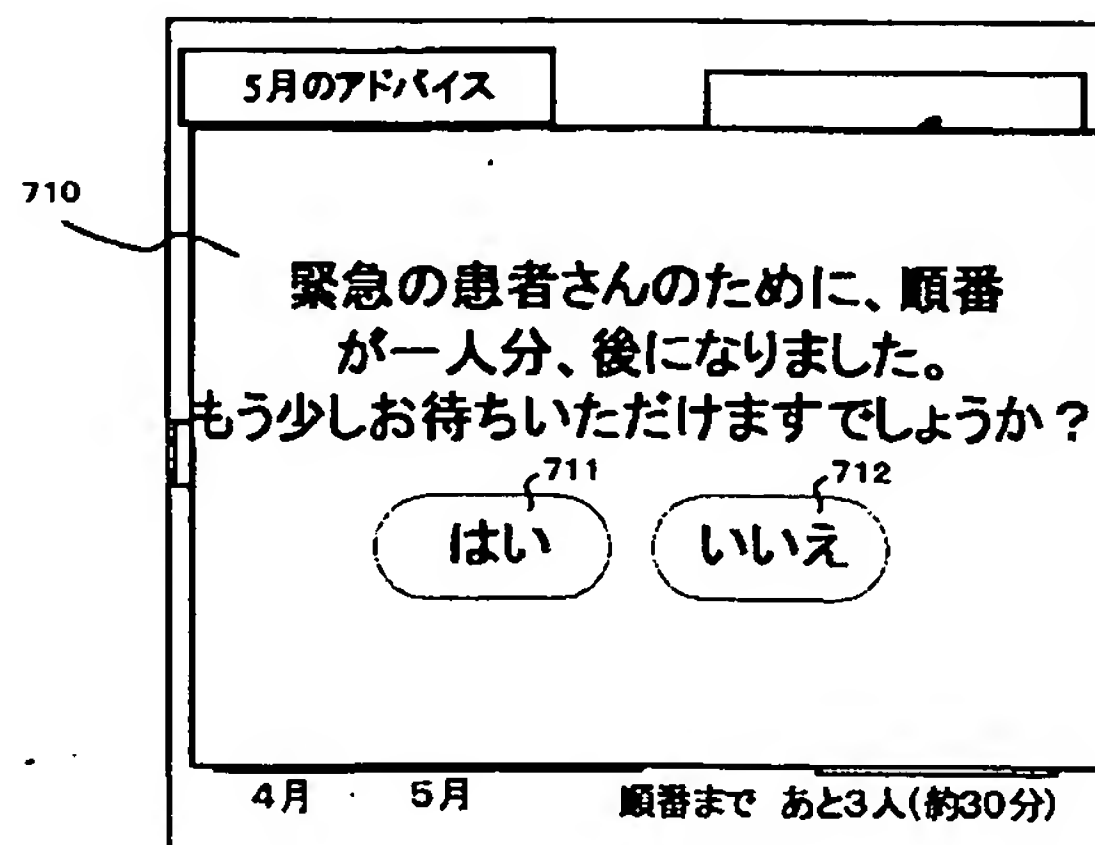 5月のアドバイス
710
緊急の患者さんのために、順番
が一人分、後になりました。
もう少しお待ちいただけますでしょうか？
711
712
はい
いいえ
4月 5月
順番まで あと3人(約30分)